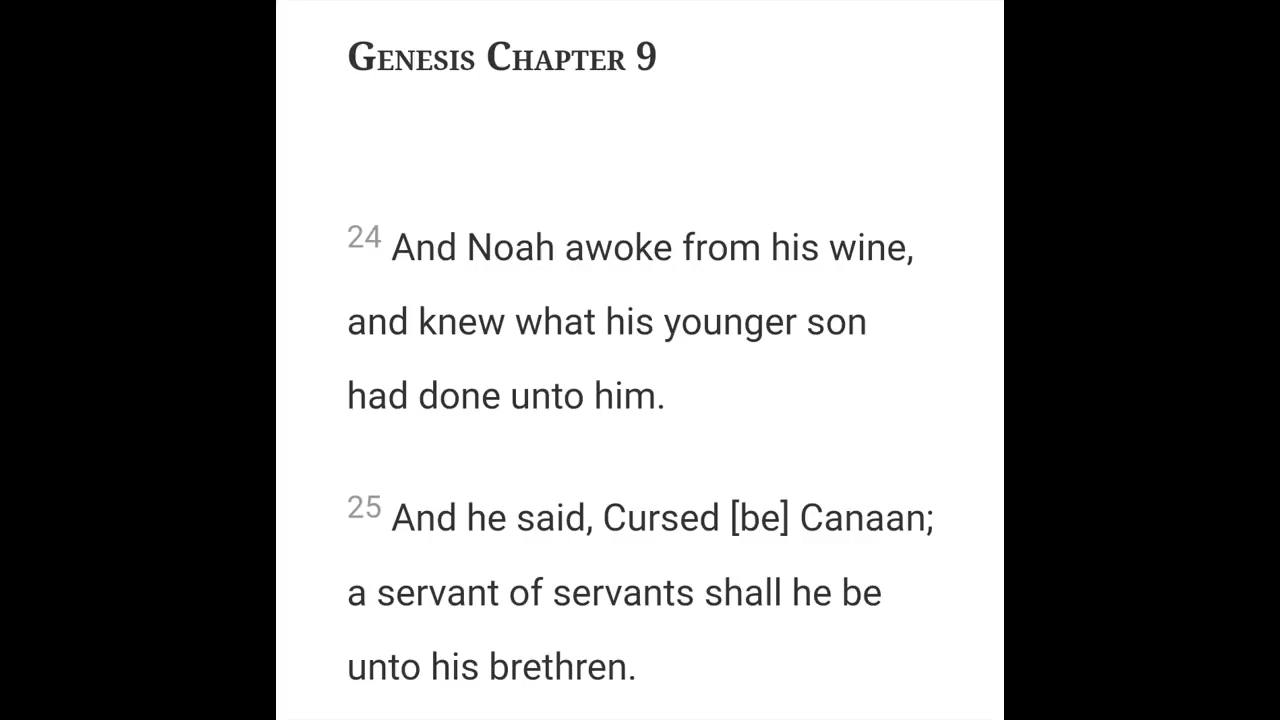 Genesis Chapter 9
24 And Noah awoke from his wine,
and knew what his younger son
had done unto him.
25 And he said, Cursed [be] Canaan;
a servant of servants shall he be
unto his brethren.